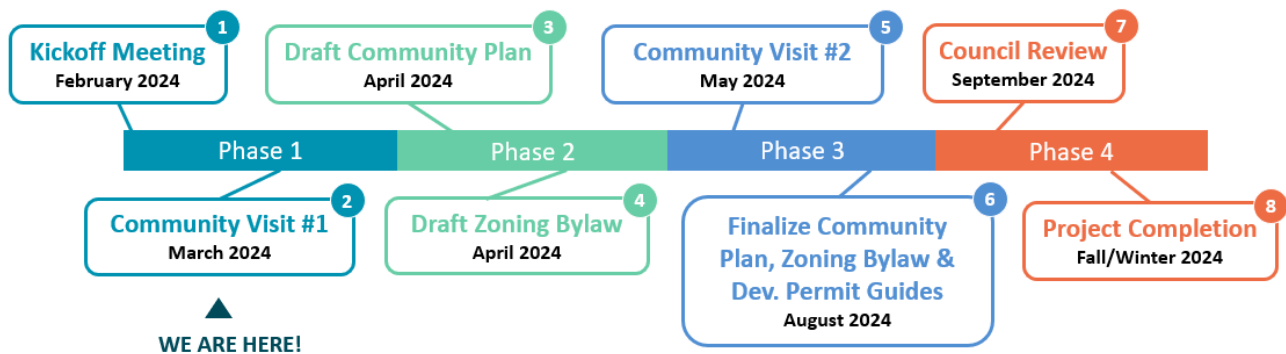 1
Kickoff Meeting
February 2024
3
Draft Community Plan
April 2024
5
Community Visit #2
May 2024
7
Council Review
September 2024
Phase 1
Phase 2
Phase 3
Phase 4
2
Community Visit #1
March 2024
4
Draft Zoning Bylaw
April 2024
6
Finalize Community
Plan, Zoning Bylaw &
Dev. Permit Guides
August 2024
8
Project Completion
Fall/Winter 2024
WE ARE HERE!